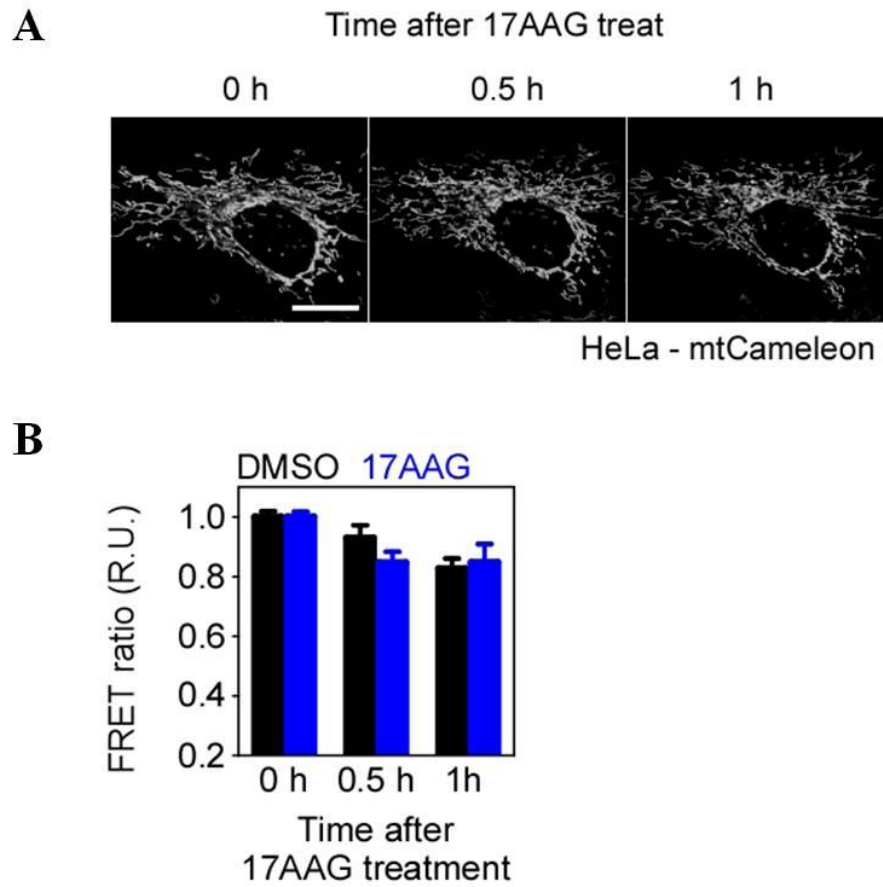 A
Time after 17AAG treat
0 h 0.5 h 1 h
HeLa - mtCameleon
B
DMSO 17AAG
FRET ratio (R.U.)
1.0
0.8
0.6
0.4
0.2
0 h 0.5 h 1h
Time after
17AAG treatment